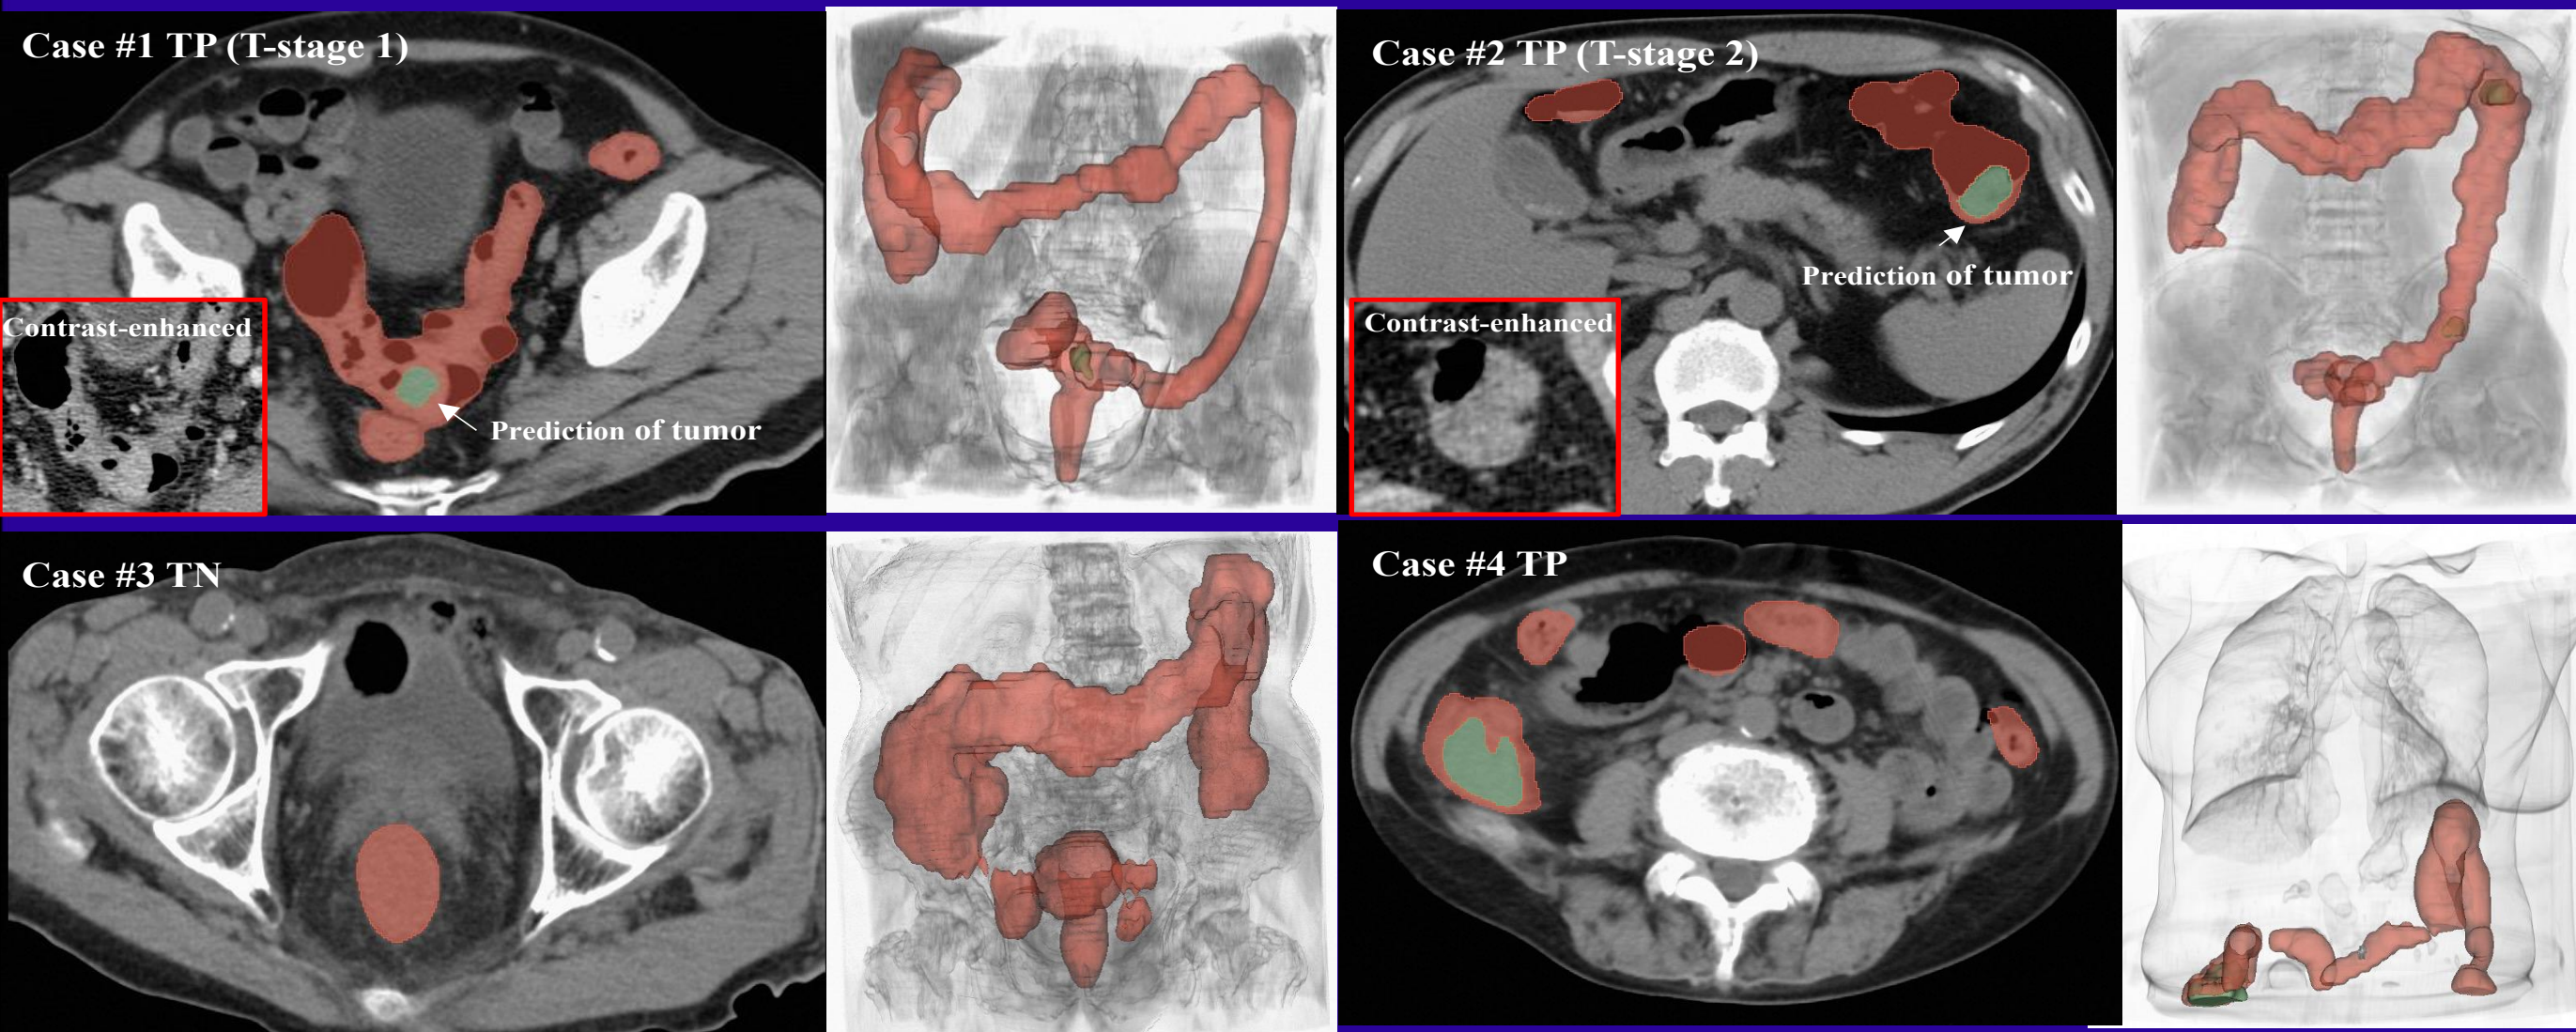 Case #1 TP (T-stage 1)
Contrast-enhanced
Prediction of tumor
Case #2 TP (T-stage 2)
Prediction of tumor
Contrast-enhanced
Case #3 TN
Case #4 TP